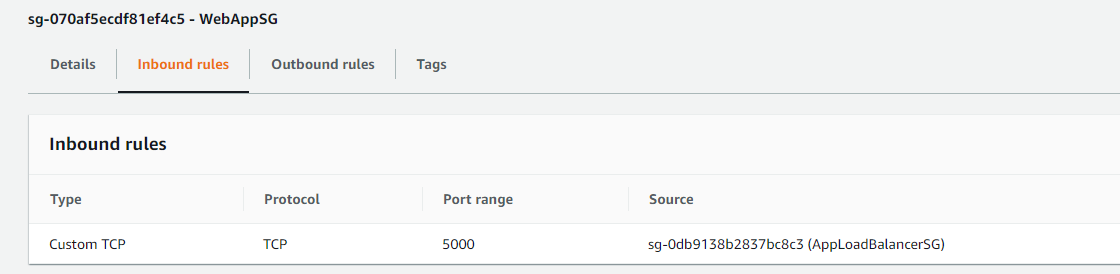 sg-070af5ecdf81ef4c5 - WebAppSG
Details Inbound rules Outbound rules Tags
Inbound rules
Type Protocol Port range Source
Custom TCP TCP 5000 sg-0db9138b2837bc8c3 (AppLoadBalancerSG)